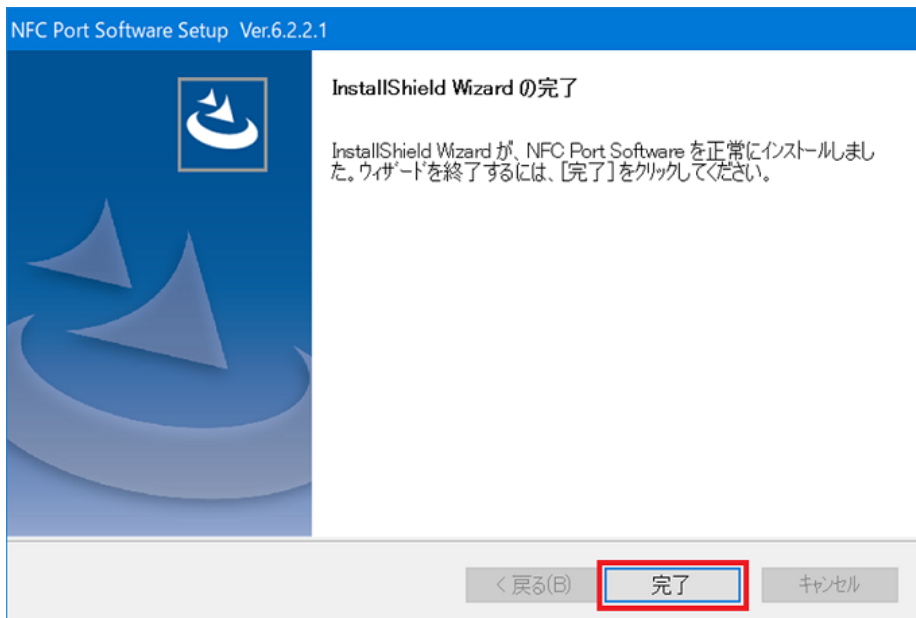 NFC Port Software Setup Ver.6.2.2.1
InstallShield Wizard の完了
InstallShield Wizard が、NFC Port Software を正常にインストールしまし
た。ウィザードを終了するには、[完了]をクリックしてください。
< 戻る(B) 完了 キャンセル